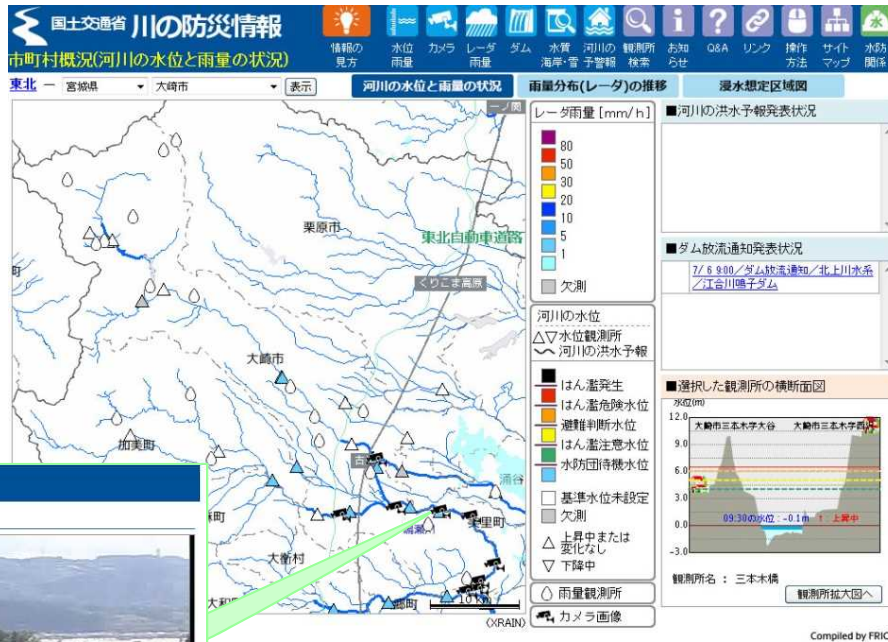 国土交通省 川の防災情報
情報の見方
水位雨量
カメラ
レーダ雨量
ダム
水質海岸・雪
河川の予警報
観測所検索
お知らせ
Q&A
リンク
操作方法
サイトマップ
水防関係
市町村概況(河川の水位と雨量の状況)
東北 - 宮城県 大崎市 表示
河川の水位と雨量の状況
雨量分布(レーダ)の推移
浸水想定区域図
一ノ関
栗原市
東北自動車道路
くりこま高原
大崎市
加美町
古
涌谷
美里町
町
大衡村
大和
郷町
10 km
(XRAIN)
レーダ雨量 [mm/h]
80
50
30
20
10
5
1
欠測
河川の水位
△▽水位観測所
河川の洪水予報
はん濫発生
はん濫危険水位
避難判断水位
はん濫注意水位
水防団待機水位
基準水位未設定
欠測
△ 上昇中または変化なし
▽ 下降中
雨量観測所
カメラ画像
■河川の洪水予報発表状況
■ダム放流通知発表状況
7/ 6 9:00/ダム放流通知/北上川水系
/江合川鳴子ダム
■選択した観測所の横断面図
水位(m)
大崎市三本木字大谷
大崎市三本木字西沢
12.0
9.0
6.0
3.0
0.0
-3.0
09:30の水位：-0.1m ↑ 上昇中
観測所名 ： 三本木橋
観測所拡大図へ
Compiled by FRIC